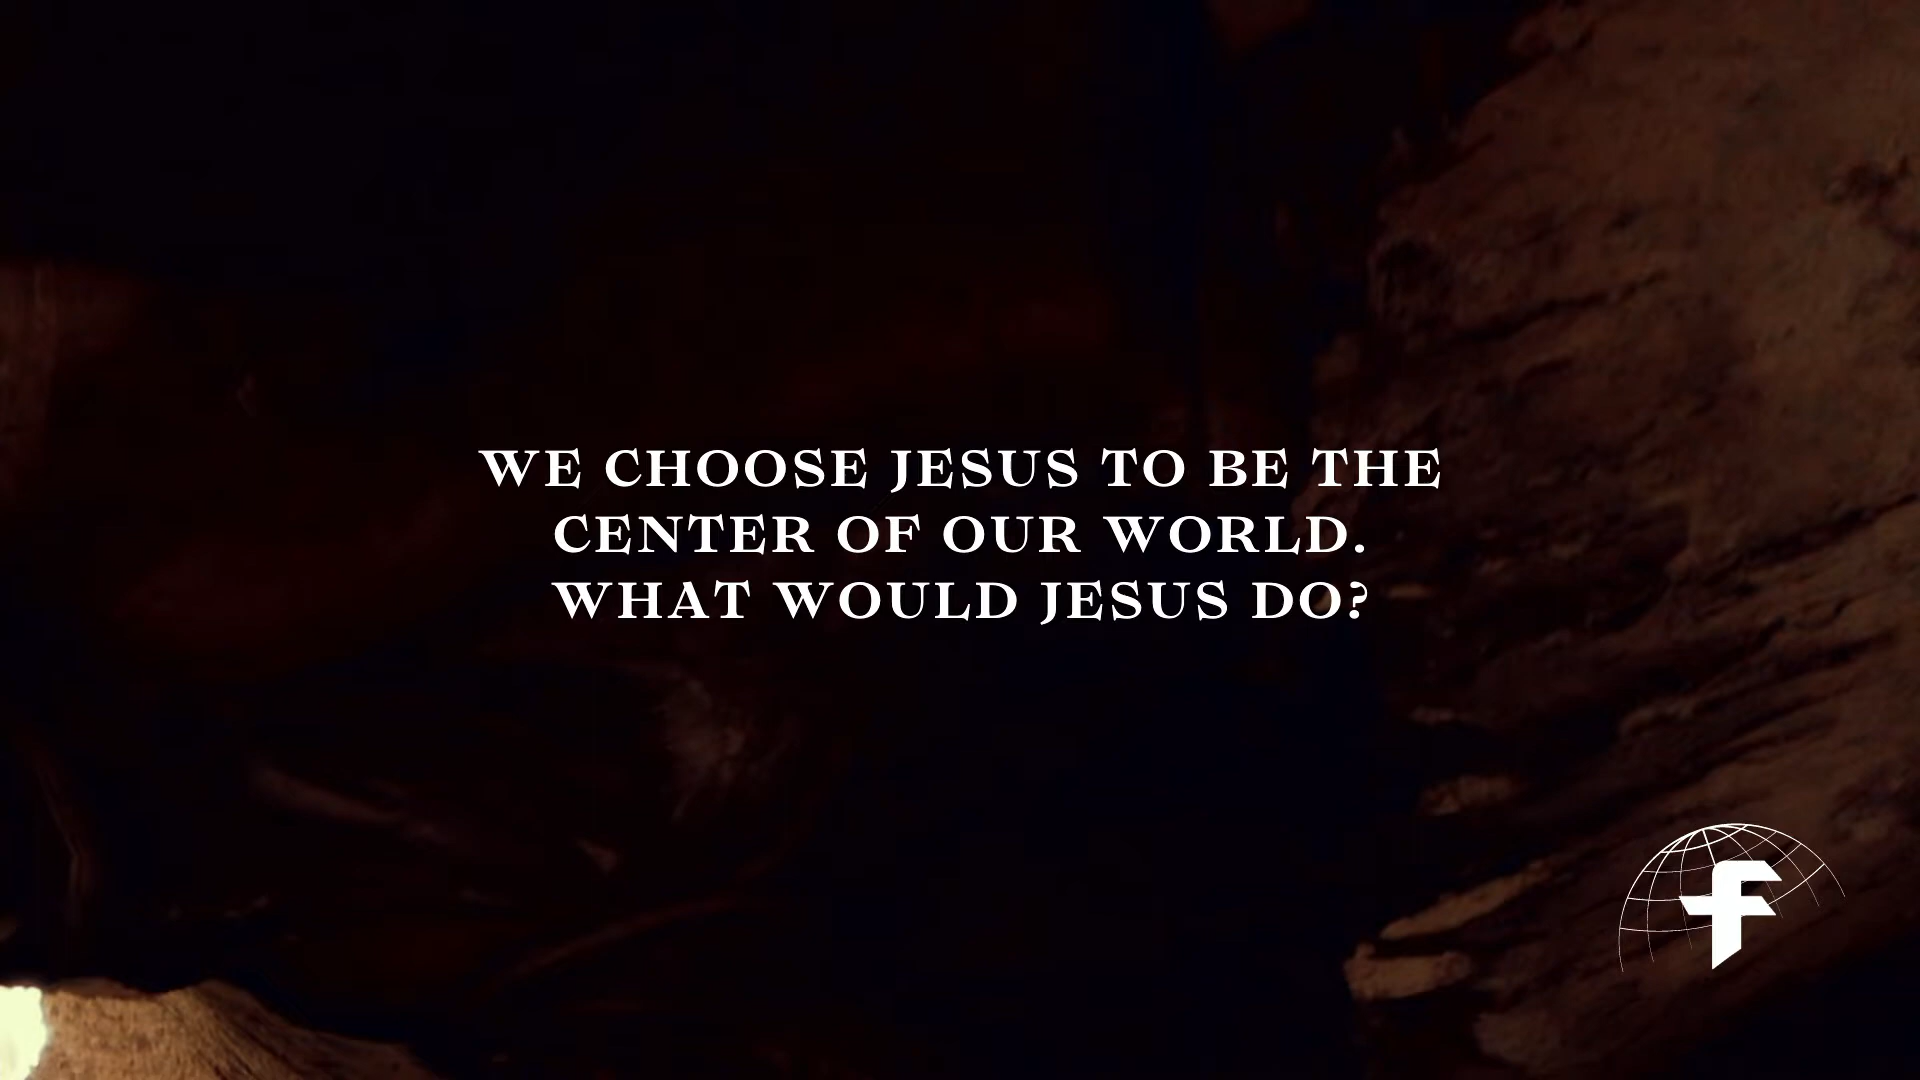 WE CHOOSE JESUS TO BE THE
CENTER OF OUR WORLD.
WHAT WOULD JESUS DO?
f